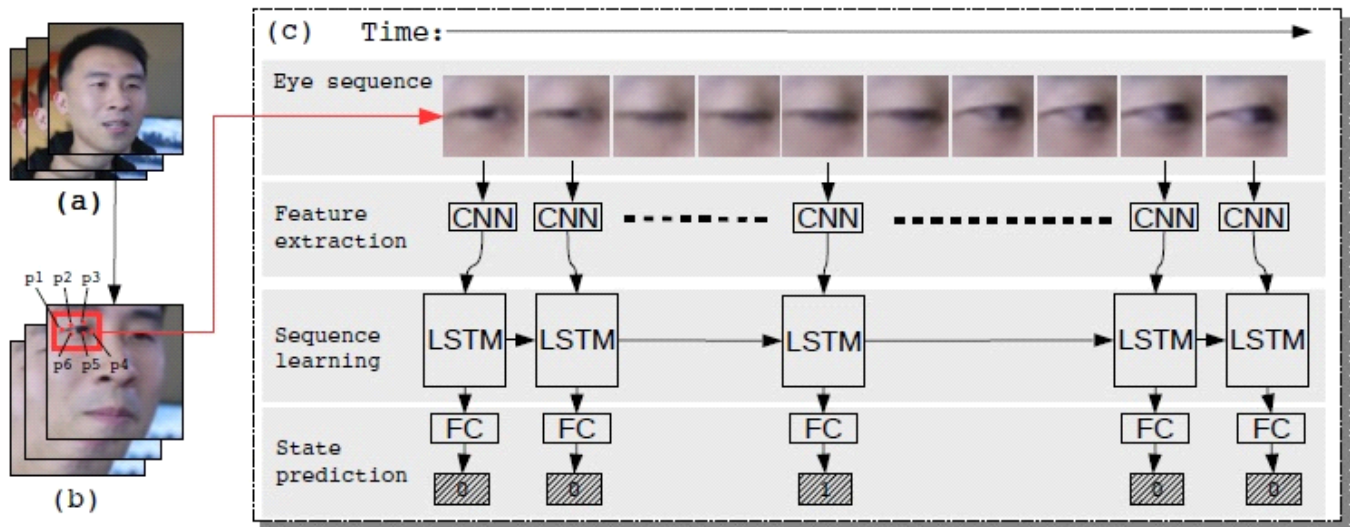 (c) Time:
Eye sequence
(a)
Feature
extraction
CNN CNN CNN CNN CNN
p1 p2 p3
p6 p5 p4
Sequence
learning
LSTM LSTM LSTM LSTM LSTM
FC FC FC FC FC
State
prediction
0 0 1 0 0
(b)